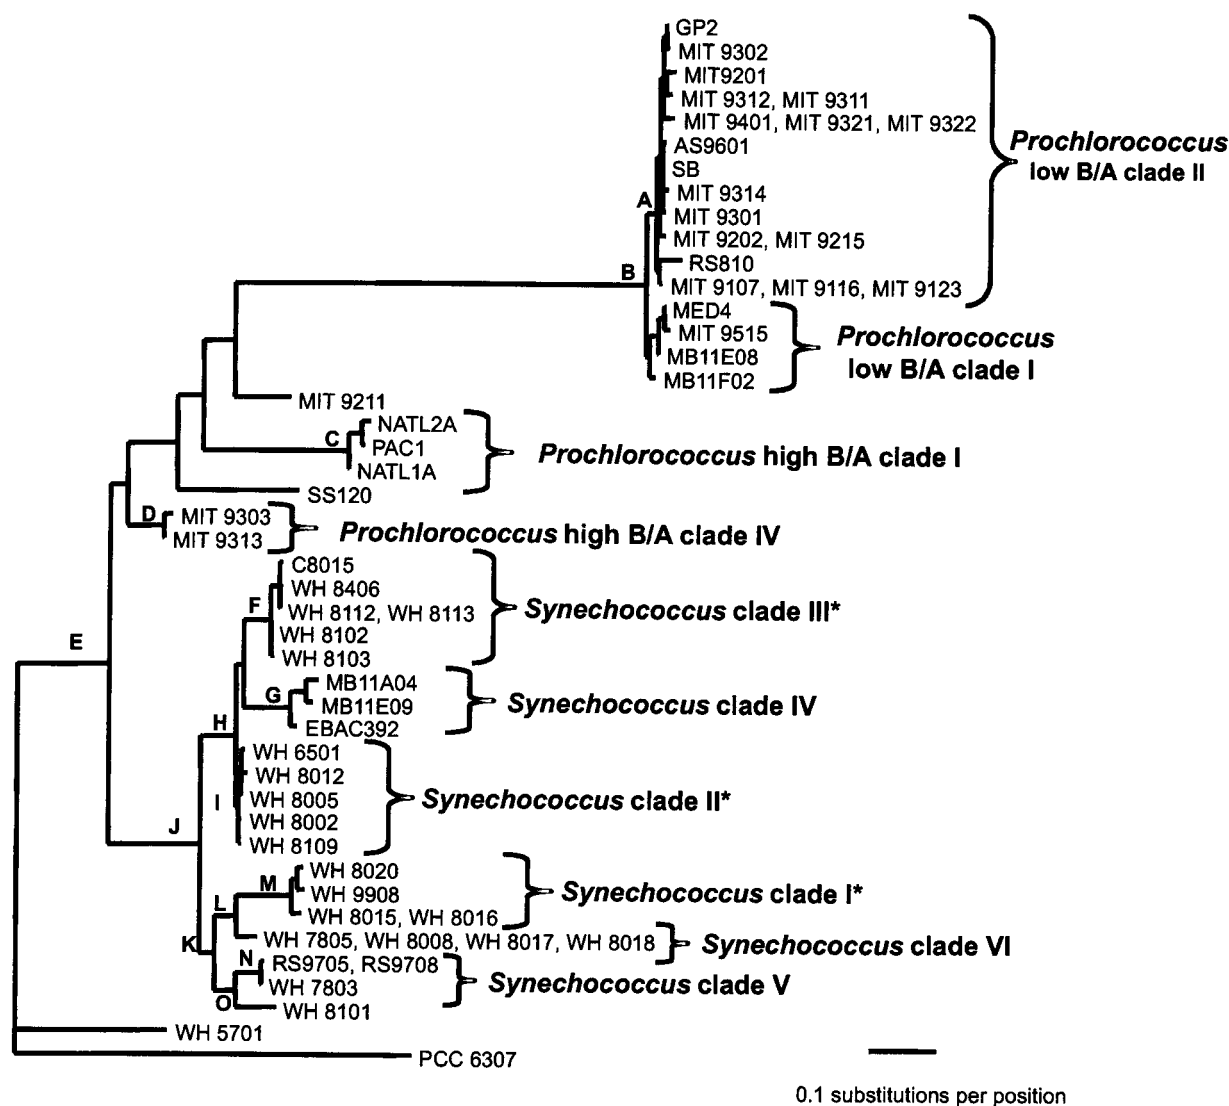 GP2
MIT 9302
MIT9201
MIT 9312, MIT 9311
MIT 9401, MIT 9321, MIT 9322
AS9601
SB
MIT 9314
MIT 9301
MIT 9202, MIT 9215
RS810
MIT 9107, MIT 9116, MIT 9123
Prochlorococcus
low B/A clade II
A
B
MED4
MIT 9515
MB11E08
MB11F02
Prochlorococcus
low B/A clade I
MIT 9211
C
NATL2A
PAC1
NATL1A
Prochlorococcus high B/A clade I
SS120
D
MIT 9303
MIT 9313
Prochlorococcus high B/A clade IV
E
F
C8015
WH 8406
WH 8112, WH 8113
WH 8102
WH 8103
Synechococcus clade III*
G
MB11A04
MB11E09
EBAC392
Synechococcus clade IV
H
I
WH 6501
WH 8012
WH 8005
WH 8002
WH 8109
Synechococcus clade II*
J
K
L
M
WH 8020
WH 9908
WH 8015, WH 8016
Synechococcus clade I*
WH 7805, WH 8008, WH 8017, WH 8018
Synechococcus clade VI
N
O
RS9705, RS9708
WH 7803
WH 8101
Synechococcus clade V
WH 5701
PCC 6307
0.1 substitutions per position